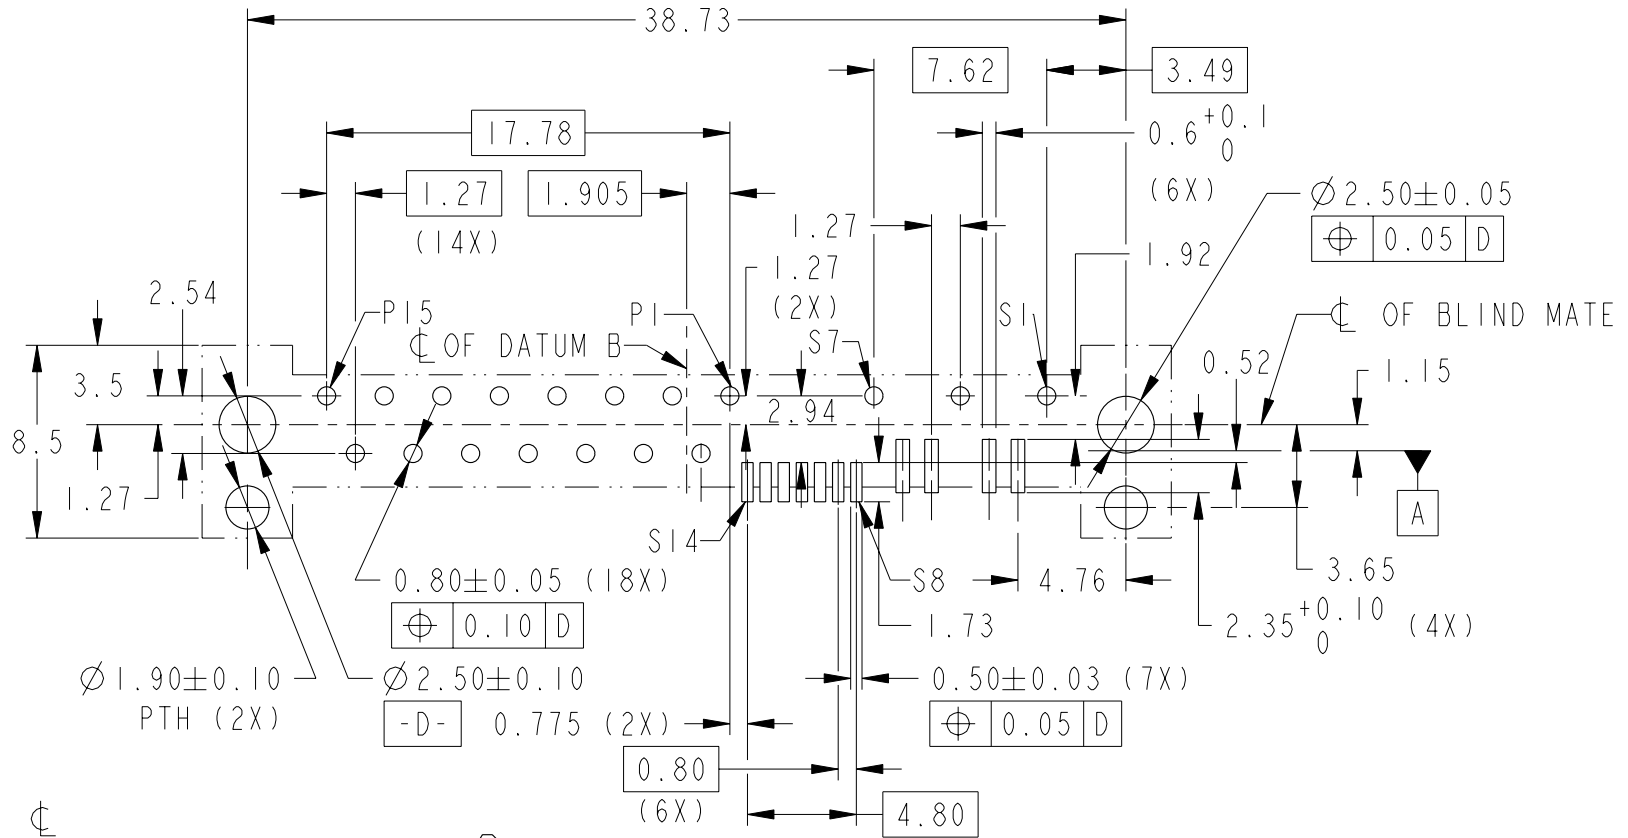 38.73
7.62
3.49
17.78
0.6 +0.1 0
(6X)
1.27
(14X)
1.905
Ø2.50±0.05
⌖ 0.05 D
1.27
1.27
(2X)
1.92
2.54
P15
P1
℄ OF DATUM B
S7
S1
℄ OF BLIND MATE
0.52
1.15
3.5
2.94
8.5
1.27
A
S14
S8
4.76
3.65
0.80±0.05 (18X)
⌖ 0.10 D
1.73
2.35 +0.10 0 (4X)
Ø1.90±0.10
PTH (2X)
Ø2.50±0.10
-D-
0.775 (2X)
0.50±0.03 (7X)
⌖ 0.05 D
0.80
(6X)
4.80
℄